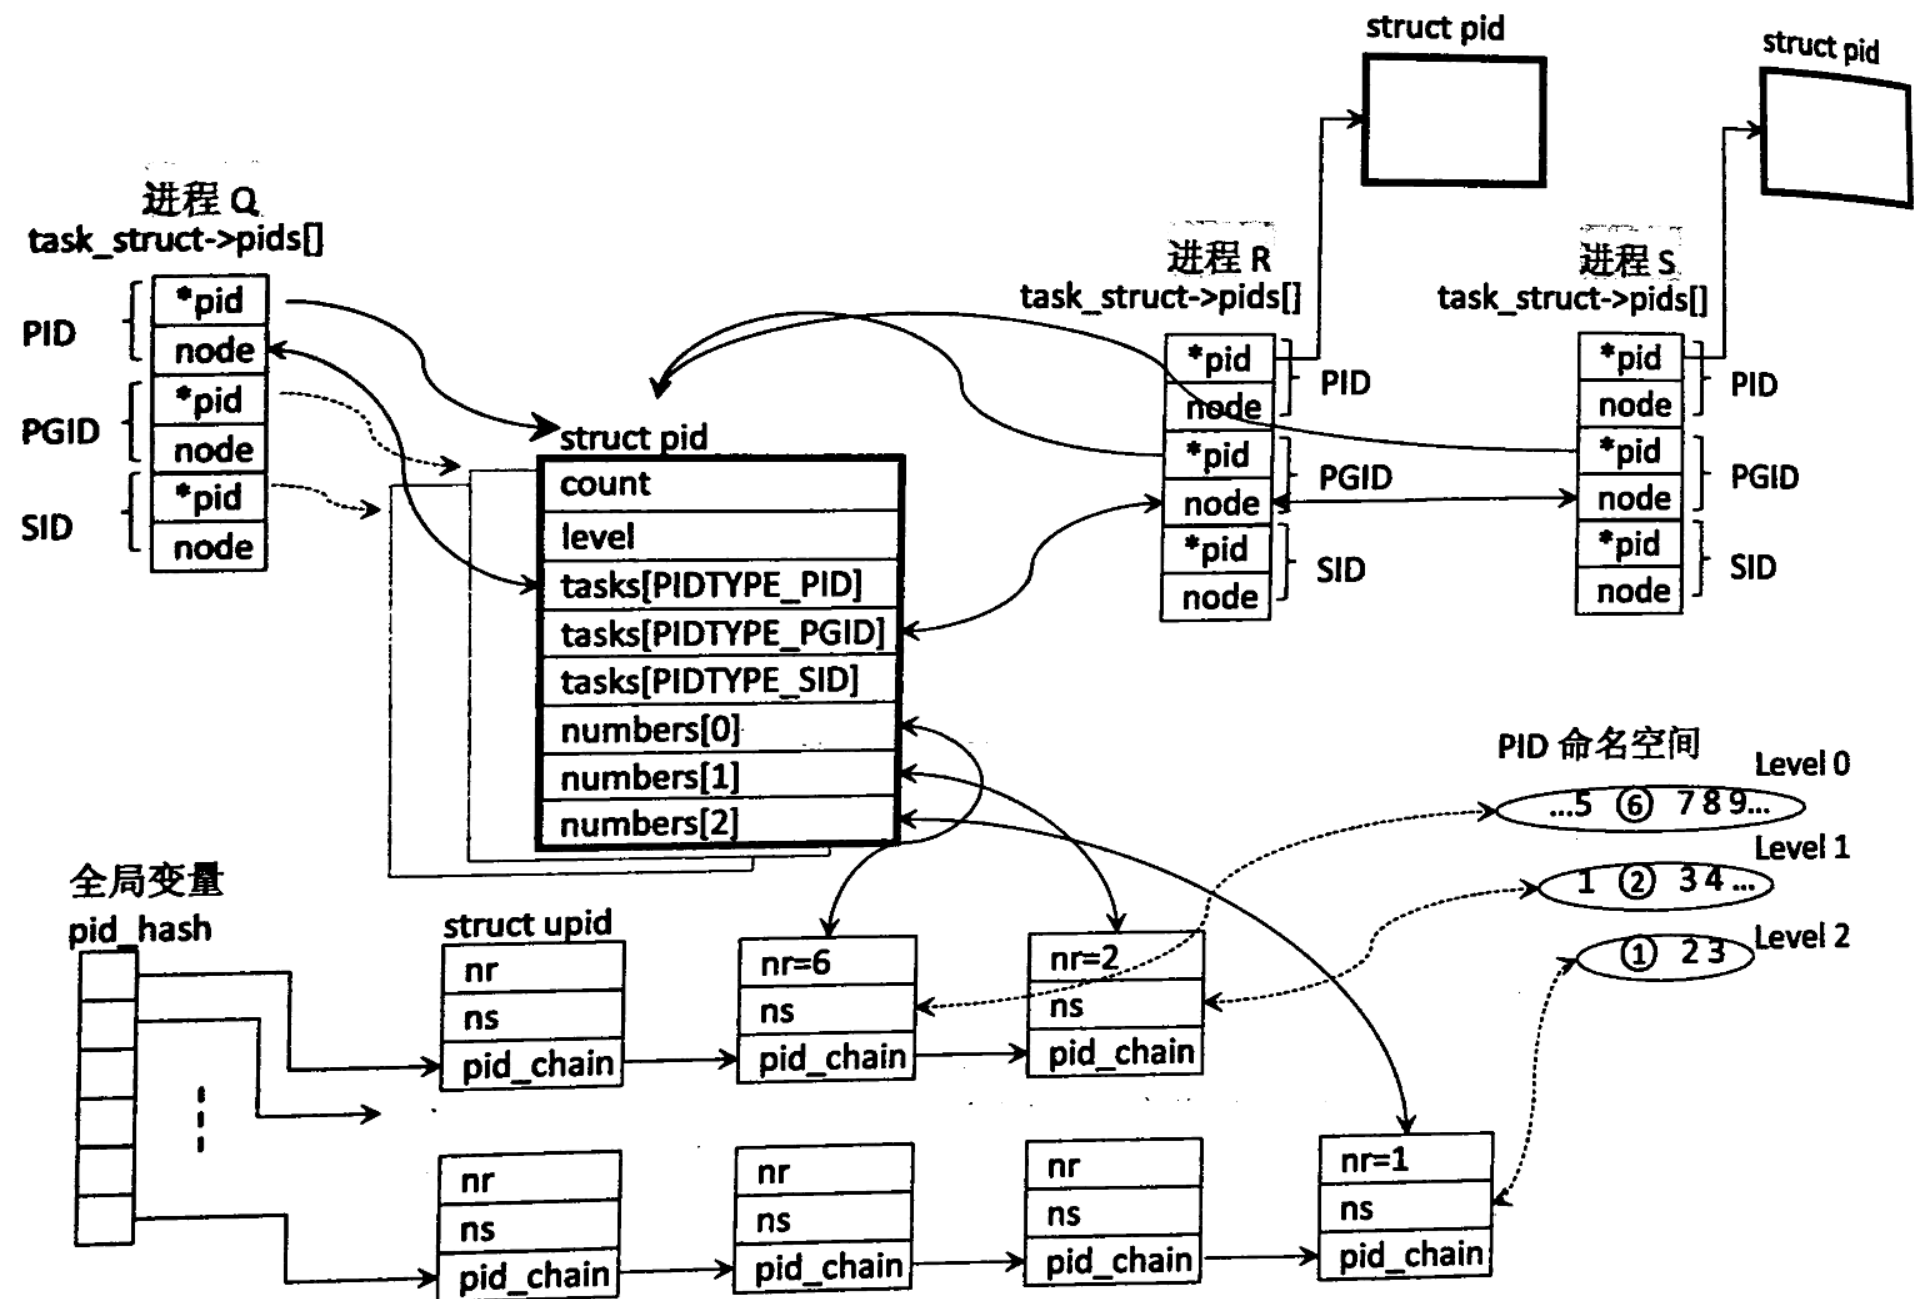 struct pid
struct pid
进程 Q
task_struct->pids[]
PID
*pid
node
PGID
*pid
node
SID
*pid
node
进程 R
task_struct->pids[]
*pid
node
PID
*pid
node
PGID
*pid
node
SID
进程 S
task_struct->pids[]
*pid
node
PID
*pid
node
PGID
*pid
node
SID
struct pid
count
level
tasks[PIDTYPE_PID]
tasks[PIDTYPE_PGID]
tasks[PIDTYPE_SID]
numbers[0]
numbers[1]
numbers[2]
PID 命名空间
Level 0
...5 ⑥ 7 8 9...
Level 1
1 ② 3 4 ...
Level 2
① 2 3
全局变量
pid_hash
struct upid
nr
ns
pid_chain
nr=6
ns
pid_chain
nr=2
ns
pid_chain
nr
ns
pid_chain
nr
ns
pid_chain
nr
ns
pid_chain
nr=1
ns
pid_chain